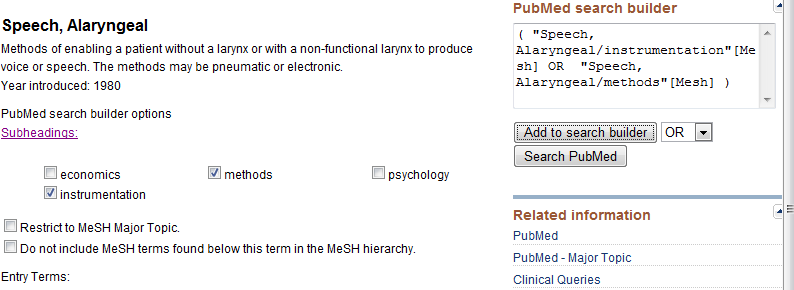 Speech, Alaryngeal
Methods of enabling a patient without a larynx or with a non-functional larynx to produce
voice or speech. The methods may be pneumatic or electronic.
Year introduced: 1980
PubMed search builder options
Subheadings:
economics
methods
psychology
instrumentation
Restrict to MeSH Major Topic.
Do not include MeSH terms found below this term in the MeSH hierarchy.
Entry Terms:
PubMed search builder
( "Speech,
Alaryngeal/instrumentation"[Me
sh] OR "Speech,
Alaryngeal/methods"[Mesh] )
Add to search builder OR
Search PubMed
Related information
PubMed
PubMed - Major Topic
Clinical Queries